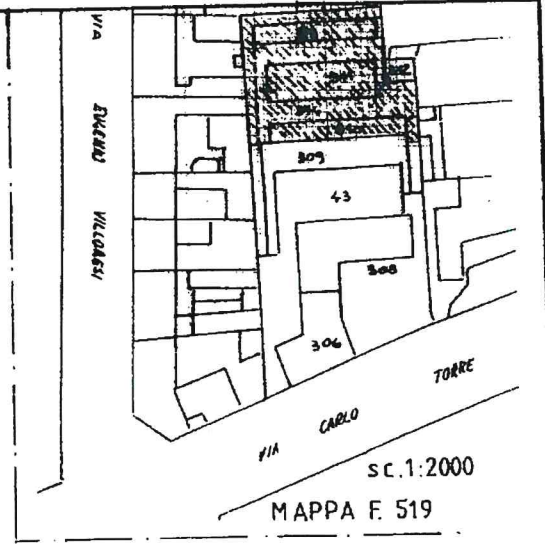 VIA EUGENIO VILLORESI
309
43
308
306
VIA CARLO TORRE
SC.1:2000
MAPPA F. 519